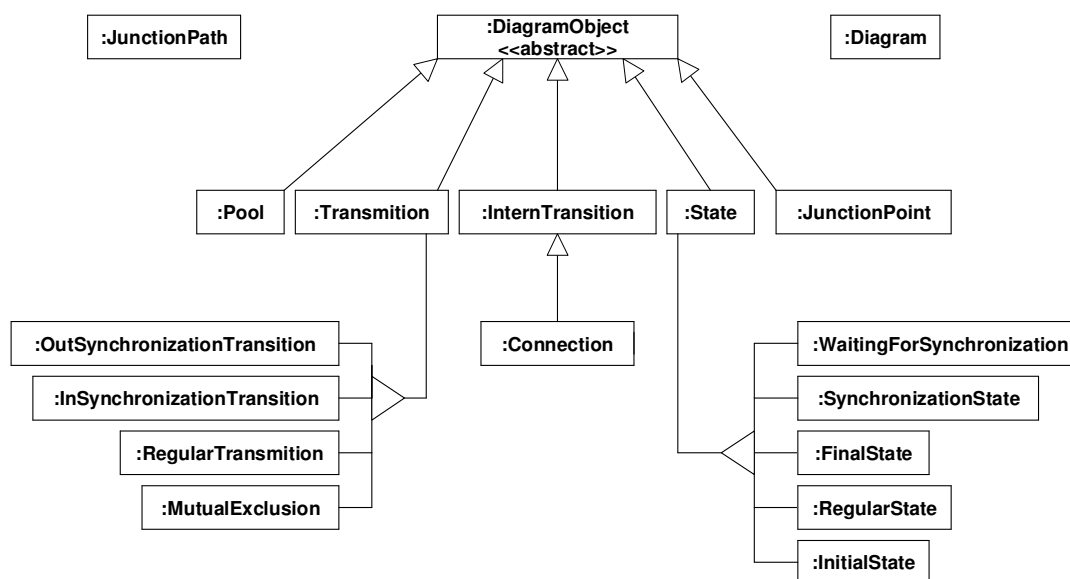 :JunctionPath
:DiagramObject
<<abstract>>
:Diagram
:Pool
:Transmition
:InternTransition
:State
:JunctionPoint
:OutSynchronizationTransition
:Connection
:WaitingForSynchronization
:InSynchronizationTransition
:SynchronizationState
:RegularTransmition
:FinalState
:MutualExclusion
:RegularState
:InitialState